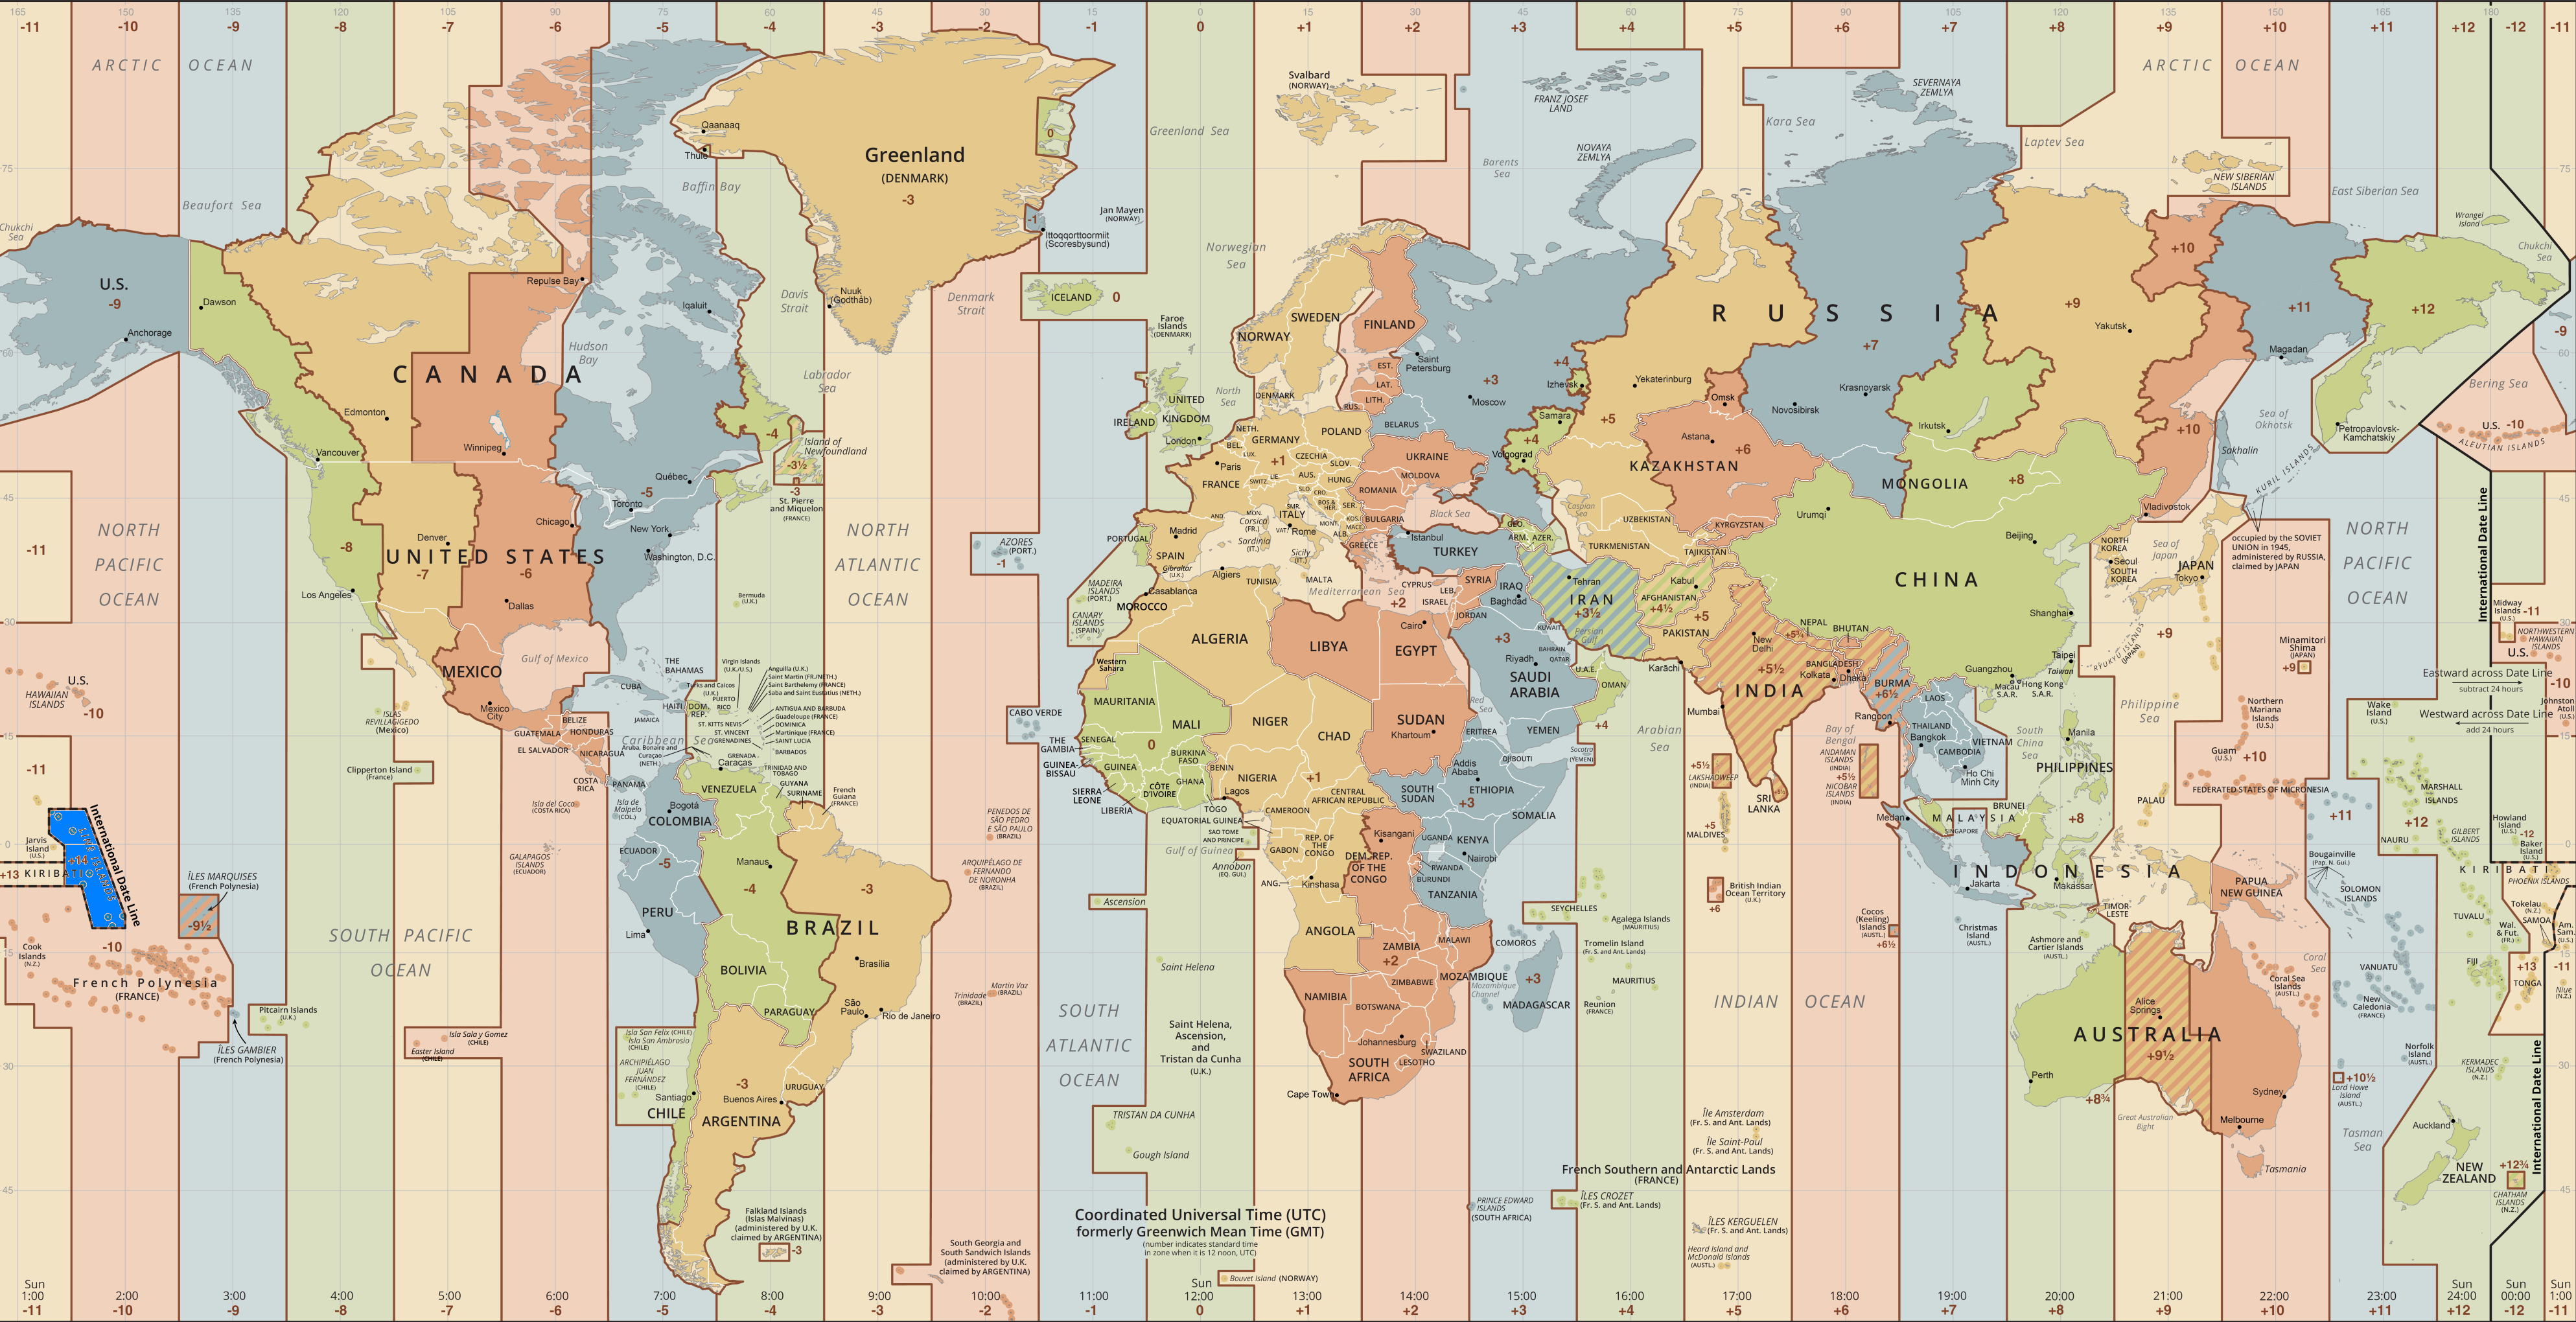 165 150 135 120 105 90 75 60 45 30 15 0 15 30 45 60 75 90 105 120 135 150 165 180
-11 -10 -9 -8 -7 -6 -5 -4 -3 -2 -1 0 +1 +2 +3 +4 +5 +6 +7 +8 +9 +10 +11 +12 -12 -11
ARCTIC OCEAN
ARCTIC OCEAN
Svalbard
(NORWAY)
FRANZ JOSEF
LAND
SEVERNAYA
ZEMLYA
Kara Sea
Qaanaaq
Thule
Greenland
(DENMARK)
-3
0
Greenland Sea
Barents
Sea
NOVAYA
ZEMLYA
Laptev Sea
NEW SIBERIAN
ISLANDS
East Siberian Sea
75
75
Baffin Bay
Beaufort Sea
Chukchi
Sea
-1
Jan Mayen
(NORWAY)
Ittoqqortoormiit
(Scoresbysund)
Wrangel
Island
Chukchi
Sea
U.S.
-9
Dawson
Anchorage
Repulse Bay
Iqaluit
Davis
Strait
Nuuk
(Godthåb)
Denmark
Strait
ICELAND 0
Norwegian
Sea
Faroe
Islands
(DENMARK)
NORWAY
SWEDEN
FINLAND
RUSSIA
+9
+10
+11
+12
Yakutsk
Magadan
-9
60
60
CANADA
Hudson
Bay
Labrador
Sea
Edmonton
Winnipeg
Vancouver
-4
-3½
Island of
Newfoundland
-3
St. Pierre
and Miquelon
(FRANCE)
North
Sea
UNITED
KINGDOM
IRELAND
London
DENMARK
EST.
LAT.
LITH.
RUS.
Saint
Petersburg
+3
Moscow
BELARUS
+4
Izhevsk
Samara
+4
Volgograd
Yekaterinburg
+5
Omsk
Astana
+6
KAZAKHSTAN
+7
Krasnoyarsk
Novosibirsk
Irkutsk
+8
MONGOLIA
+10
Sea of
Okhotsk
Sakhalin
KURIL ISLANDS
Petropavlovsk-
Kamchatskiy
Bering Sea
U.S. -10
ALEUTIAN ISLANDS
NETH.
BEL.
LUX.
GERMANY
POLAND
CZECHIA
SLOV.
+1
LIE.
SWITZ.
AUS.
HUNG.
SLO.
CRO.
BOS.&
HER.
SER.
MONT.
KOS.
MACE.
ALB.
Paris
FRANCE
UKRAINE
MOLDOVA
ROMANIA
BULGARIA
GREECE
Black Sea
AND.
MON.
SMR.
VAT.
ITALY
Rome
Corsica
(FR.)
Sardinia
(IT.)
Sicily
(IT.)
MALTA
Mediterranean Sea
Madrid
PORTUGAL
SPAIN
Gibraltar
(U.K.)
Algiers
TUNISIA
Istanbul
TURKEY
CYPRUS
LEB.
ISRAEL
SYRIA
JORDAN
IRAQ
Baghdad
GEO.
ARM.
AZER.
Caspian
Sea
UZBEKISTAN
TURKMENISTAN
KYRGYZSTAN
TAJIKISTAN
Tehran
IRAN
+3½
Kabul
AFGHANISTAN
+4½
+5
PAKISTAN
Urumqi
Beijing
CHINA
Shanghai
Vladivostok
NORTH
KOREA
Seoul
SOUTH
KOREA
Sea of
Japan
JAPAN
Tokyo
occupied by the SOVIET
UNION in 1945,
administered by RUSSIA,
claimed by JAPAN
International Date Line
45
45
NORTH
PACIFIC
OCEAN
-11
-8
Denver
UNITED STATES
-7
-6
Dallas
Los Angeles
Chicago
Toronto
Québec
-5
New York
Washington, D.C.
Bermuda
(U.K.)
NORTH
ATLANTIC
OCEAN
AZORES
(PORT.)
-1
MADEIRA
ISLANDS
(PORT.)
CANARY
ISLANDS
(SPAIN)
Casablanca
MOROCCO
Western
Sahara
ALGERIA
LIBYA
EGYPT
Cairo
+2
+3
KUWAIT
Persian
Gulf
BAHRAIN
QATAR
Riyadh
SAUDI
ARABIA
U.A.E.
OMAN
+4
Karāchi
New
Delhi
NEPAL
+5¾
BHUTAN
BANGLADESH
Kolkata
Dhaka
+5½
INDIA
Mumbai
BURMA
+6½
Rangoon
LAOS
THAILAND
Bangkok
VIETNAM
CAMBODIA
Ho Chi
Minh City
Guangzhou
Macau
S.A.R.
Hong Kong
S.A.R.
Taipei
Taiwan
RYUKYU ISLANDS
(JAPAN)
+9
NORTH
PACIFIC
OCEAN
Minamitori
Shima
(JAPAN)
+9
Midway
Islands
(U.S.)
-11
NORTHWESTERN
HAWAIIAN
ISLANDS
U.S.
-10
Eastward across Date Line
subtract 24 hours
Westward across Date Line
add 24 hours
Johnston
Atoll
(U.S.)
30
30
U.S.
HAWAIIAN
ISLANDS
-10
ISLAS
REVILLAGIGEDO
(Mexico)
MEXICO
Mexico
City
Gulf of Mexico
THE
BAHAMAS
CUBA
JAMAICA
HAITI
DOM.
REP.
PUERTO
RICO
Turks and Caicos
(U.K.)
Virgin Islands
(U.K./U.S.)
Anguilla (U.K.)
Saint Martin (FR./NETH.)
Saint Barthelemy (FRANCE)
Saba and Saint Eustatius (NETH.)
ANTIGUA AND BARBUDA
Guadeloupe (FRANCE)
DOMINICA
Martinique (FRANCE)
SAINT LUCIA
BARBADOS
ST. KITTS NEVIS
ST. VINCENT
GRENADINES
GRENADA
TRINIDAD AND
TOBAGO
Caribbean Sea
Aruba, Bonaire and
Curaçao
(NETH.)
BELIZE
GUATEMALA
HONDURAS
EL SALVADOR
NICARAGUA
COSTA
RICA
PANAMA
Clipperton Island
(France)
Isla del Coco
(COSTA RICA)
Isla de
Malpelo
(COL.)
Caracas
VENEZUELA
GUYANA
SURINAME
French
Guiana
(FRANCE)
Bogotá
COLOMBIA
ECUADOR
GALAPAGOS
ISLANDS
(ECUADOR)
CABO VERDE
THE
GAMBIA
GUINEA-
BISSAU
SENEGAL
MAURITANIA
MALI
0
BURKINA
FASO
GUINEA
SIERRA
LEONE
LIBERIA
CÔTE
D'IVOIRE
GHANA
TOGO
BENIN
NIGER
NIGERIA
Lagos
CHAD
+1
CAMEROON
CENTRAL
AFRICAN REPUBLIC
SUDAN
Khartoum
ERITREA
Red
Sea
YEMEN
Socotra
(YEMEN)
DJIBOUTI
Addis
Ababa
ETHIOPIA
SOUTH
SUDAN
+3
SOMALIA
Arabian
Sea
+5½
LAKSHADWEEP
(INDIA)
+5
MALDIVES
SRI
LANKA
Bay of
Bengal
ANDAMAN
ISLANDS
(INDIA)
+5½
NICOBAR
ISLANDS
(INDIA)
South
China
Sea
Manila
PHILIPPINES
Philippine
Sea
Northern
Mariana
Islands
(U.S.)
Guam
(U.S.)
+10
FEDERATED STATES OF MICRONESIA
PALAU
Wake
Island
(U.S.)
MARSHALL
ISLANDS
+11
+12
NAURU
GILBERT
ISLANDS
Howland
Island
(U.S.)
-12
Baker
Island
(U.S.)
KIRIBATI
PHOENIX ISLANDS
15
15
-11
Jarvis
Island
(U.S.)
+13 KIRIBATI
+14
LINE ISLANDS
International Date Line
ÎLES MARQUISES
(French Polynesia)
-9½
-10
Cook
Islands
(N.Z.)
French Polynesia
(FRANCE)
Pitcairn Islands
(U.K.)
ÎLES GAMBIER
(French Polynesia)
SOUTH PACIFIC
OCEAN
Isla Sala y Gomez
(CHILE)
Easter Island
(CHILE)
-5
PERU
Lima
Manaus
-4
-3
BRAZIL
BOLIVIA
Brasília
PARAGUAY
São
Paulo
Rio de Janeiro
Isla San Felix (CHILE)
Isla San Ambrosio
(CHILE)
ARCHIPIÉLAGO
JUAN
FERNÁNDEZ
(CHILE)
Santiago
CHILE
-3
URUGUAY
Buenos Aires
ARGENTINA
PENEDOS DE
SÃO PEDRO
E SÃO PAULO
(BRAZIL)
ARQUIPÉLAGO DE
FERNANDO
DE NORONHA
(BRAZIL)
Martin Vaz
(BRAZIL)
Trinidade
(BRAZIL)
Ascension
Saint Helena
SOUTH
ATLANTIC
OCEAN
Saint Helena,
Ascension,
and
Tristan da Cunha
(U.K.)
TRISTAN DA CUNHA
Gough Island
EQUATORIAL GUINEA
SAO TOME
AND PRINCIPE
Gulf of Guinea
Annobon
(EQ. GUI.)
GABON
REP. OF
THE
CONGO
ANG.
Kinshasa
DEM. REP.
OF THE
CONGO
Kisangani
UGANDA
KENYA
Nairobi
RWANDA
BURUNDI
TANZANIA
ANGOLA
ZAMBIA
+2
MALAWI
MOZAMBIQUE
Mozambique
Channel
ZIMBABWE
NAMIBIA
BOTSWANA
Johannesburg
SWAZILAND
LESOTHO
SOUTH
AFRICA
Cape Town
COMOROS
+3
MADAGASCAR
SEYCHELLES
Agalega Islands
(MAURITIUS)
Tromelin Island
(Fr. S. and Ant. Lands)
MAURITIUS
Reunion
(FRANCE)
British Indian
Ocean Territory
(U.K.)
+6
INDIAN OCEAN
Cocos
(Keeling)
Islands
(AUSTL.)
+6½
Christmas
Island
(AUSTL.)
Medan
MALAYSIA
SINGAPORE
BRUNEI
+8
INDONESIA
Jakarta
Makassar
TIMOR-
LESTE
Ashmore and
Cartier Islands
(AUSTL.)
PAPUA
NEW GUINEA
Bougainville
(Pap. N. Gui.)
SOLOMON
ISLANDS
TUVALU
Tokelau
(N.Z.)
SAMOA
Wal.
& Fut.
(FR.)
Am.
Sam.
(U.S.)
FIJI
+13
-11
TONGA
Niue
(N.Z.)
VANUATU
New
Caledonia
(FRANCE)
Coral
Sea
Coral Sea
Islands
(AUSTL.)
Alice
Springs
AUSTRALIA
+9½
Perth
+8¾
Great Australian
Bight
Sydney
Melbourne
Tasmania
Norfolk
Island
(AUSTL.)
+10½
Lord Howe
Island
(AUSTL.)
Tasman
Sea
KERMADEC
ISLANDS
(N.Z.)
Auckland
NEW
ZEALAND
+12¾
CHATHAM
ISLANDS
(N.Z.)
International Date Line
0
0
15
15
30
30
45
45
Île Amsterdam
(Fr. S. and Ant. Lands)
Île Saint-Paul
(Fr. S. and Ant. Lands)
French Southern and Antarctic Lands
(FRANCE)
PRINCE EDWARD
ISLANDS
(SOUTH AFRICA)
ÎLES CROZET
(Fr. S. and Ant. Lands)
ÎLES KERGUELEN
(Fr. S. and Ant. Lands)
Heard Island and
McDonald Islands
(AUSTL.)
Falkland Islands
(Islas Malvinas)
(administered by U.K.
claimed by ARGENTINA)
-3
South Georgia and
South Sandwich Islands
(administered by U.K.
claimed by ARGENTINA)
Coordinated Universal Time (UTC)
formerly Greenwich Mean Time (GMT)
(number indicates standard time
in zone when it is 12 noon, UTC)
Bouvet Island (NORWAY)
Sun Sun Sun Sun Sun
1:00 2:00 3:00 4:00 5:00 6:00 7:00 8:00 9:00 10:00 11:00 12:00 13:00 14:00 15:00 16:00 17:00 18:00 19:00 20:00 21:00 22:00 23:00 24:00 00:00 1:00
-11 -10 -9 -8 -7 -6 -5 -4 -3 -2 -1 0 +1 +2 +3 +4 +5 +6 +7 +8 +9 +10 +11 +12 -12 -11